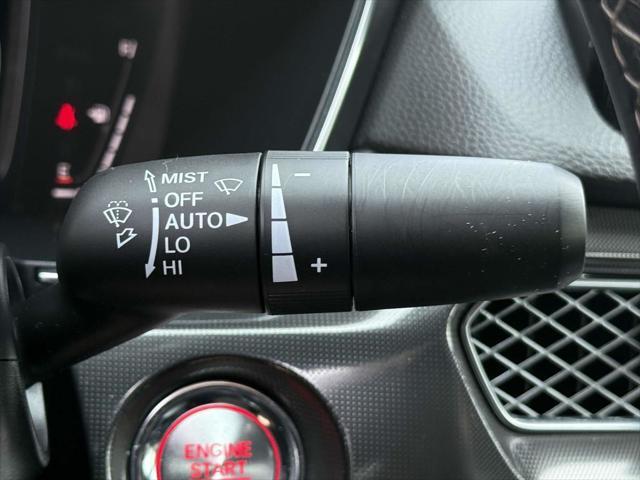 MIST
OFF
AUTO
LO
HI
−
+
H
ENGINE
START